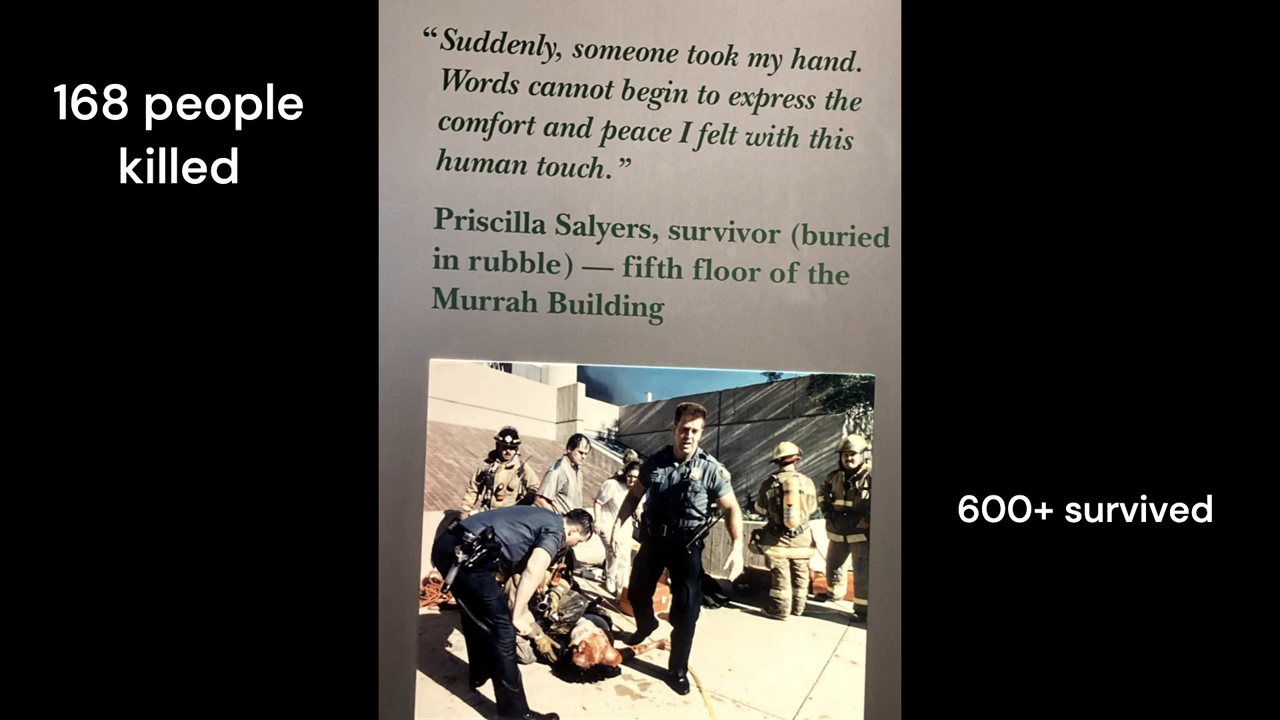 168 people
killed
“Suddenly, someone took my hand.
Words cannot begin to express the
comfort and peace I felt with this
human touch.”
Priscilla Salyers, survivor (buried
in rubble) — fifth floor of the
Murrah Building
600+ survived